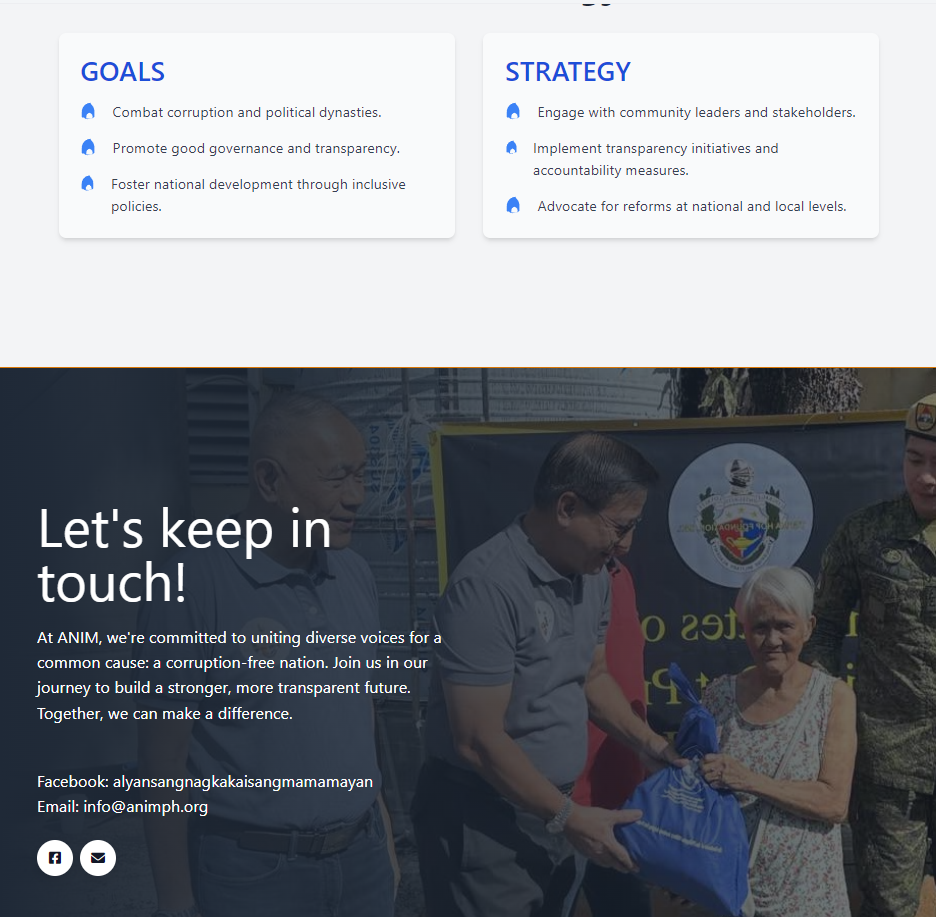 GOALS
Combat corruption and political dynasties.
Promote good governance and transparency.
Foster national development through inclusive
policies.
STRATEGY
Engage with community leaders and stakeholders.
Implement transparency initiatives and
accountability measures.
Advocate for reforms at national and local levels.
Let's keep in
touch!
At ANIM, we're committed to uniting diverse voices for a
common cause: a corruption-free nation. Join us in our
journey to build a stronger, more transparent future.
Together, we can make a difference.
Facebook: alyansangnagkakaisangmamamayan
Email: info@animph.org